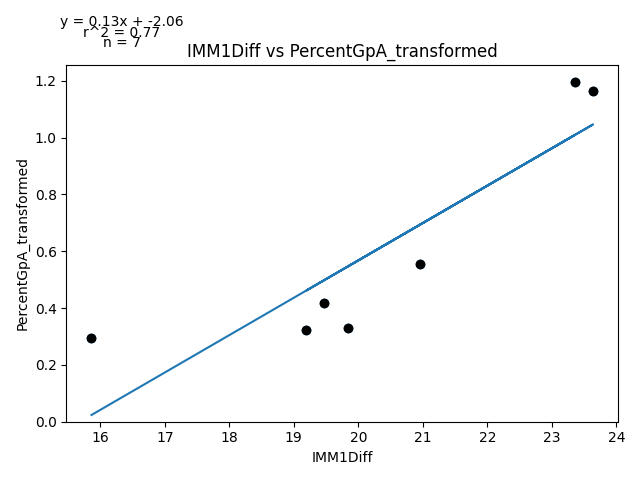 y = 0.13x + -2.06
r^2 = 0.77
n = 7
IMM1Diff vs PercentGpA_transformed
1.2
1.0
0.8
0.6
0.4
0.2
0.0
PercentGpA_transformed
16 17 18 19 20 21 22 23 24
IMM1Diff